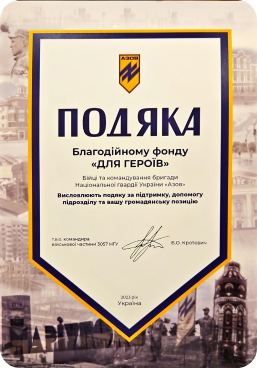 АЗОВ
ПОДЯКА
Благодійному фонду
«ДЛЯ ГЕРОЇВ»
Бійці та командування бригади
Національної гвардії України «Азов»
Висловлюють подяку за підтримку, допомогу
підрозділу та вашу громадянську позицію
т.в.о. командира
військової частини 3057 НГУ
Б.О. Кротевич
2023 рік
Україна